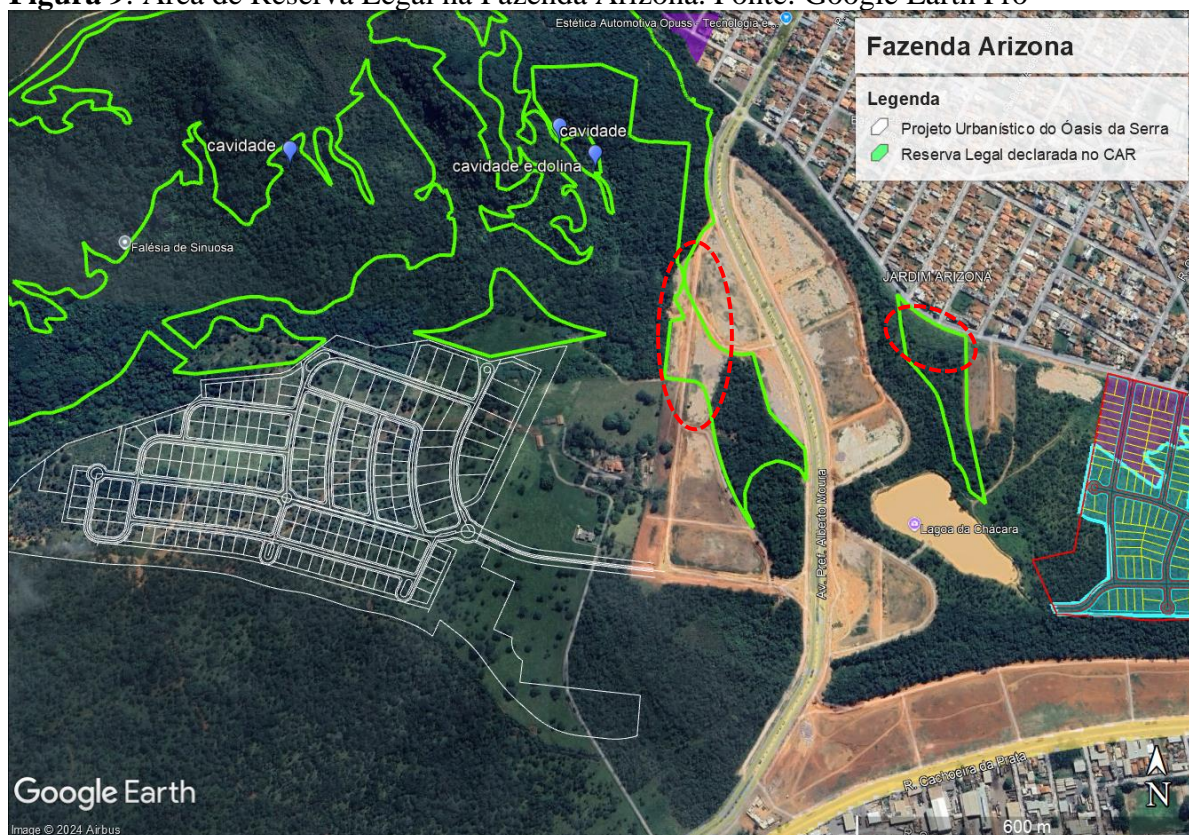 Figura 9. Área de Reserva Legal na Fazenda Arizona. Fonte: Google Earth Pro
Estética Automotiva Opuss - Tecnologia e...
Fazenda Arizona
Legenda
Projeto Urbanístico do Óasis da Serra
Reserva Legal declarada no CAR
cavidade
cavidade
cavidade e dolina
Falésia de Sinuosa
JARDIM ARIZONA
Lagoa da Chácara
Av. Pref. Alberto Moura
R. Cachoeira da Prata
Google Earth
N
600 m
Image © 2024 Airbus